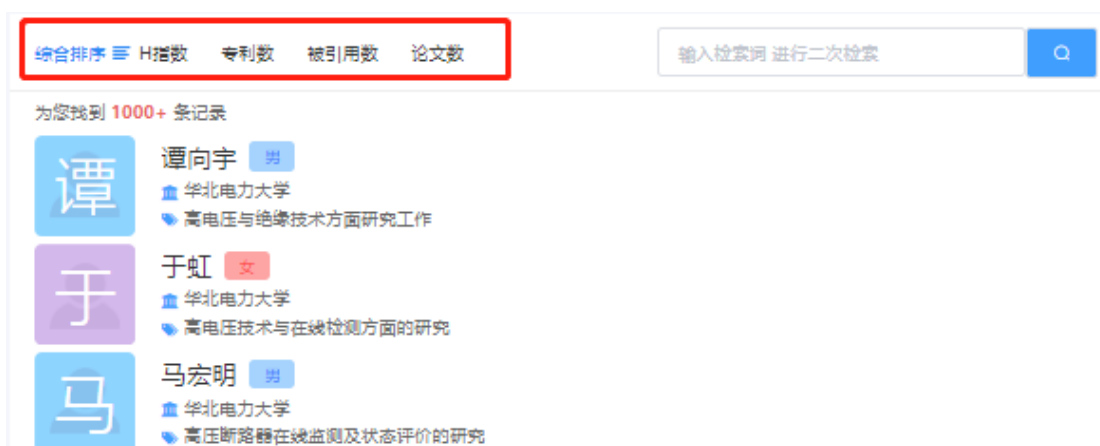 综合排序 H指数 专利数 被引用数 论文数 输入检索词 进行二次检索
为您找到 1000+ 条记录
谭
谭向宇 男
华北电力大学
高电压与绝缘技术方面研究工作
于
于虹 女
华北电力大学
高电压技术与在线检测方面的研究
马
马宏明 男
华北电力大学
高压断路器在线监测及状态评价的研究